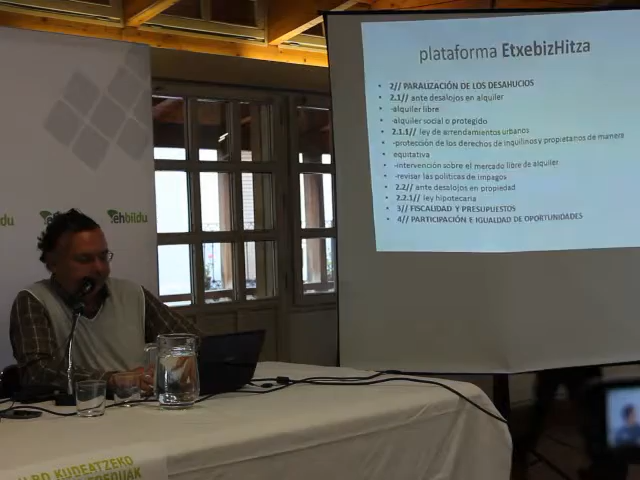 plataforma EtxebizHitza
2// PARALIZACIÓN DE LOS DESAHUCIOS
2.1// ante desalojos en alquiler
-alquiler libre
-alquiler social o protegido
2.1.1// ley de arrendamientos urbanos
-protección de los derechos de inquilinos y propietarios de manera
equitativa
-intervención sobre el mercado libre de alquiler
-revisar las políticas de impagos
2.2// ante desalojos en propiedad
2.2.1// ley hipotecaria
3// FISCALIDAD Y PRESUPUESTOS
4// PARTICIPACIÓN E IGUALDAD DE OPORTUNIDADES
du
ehbildu
KUDEATZEKO